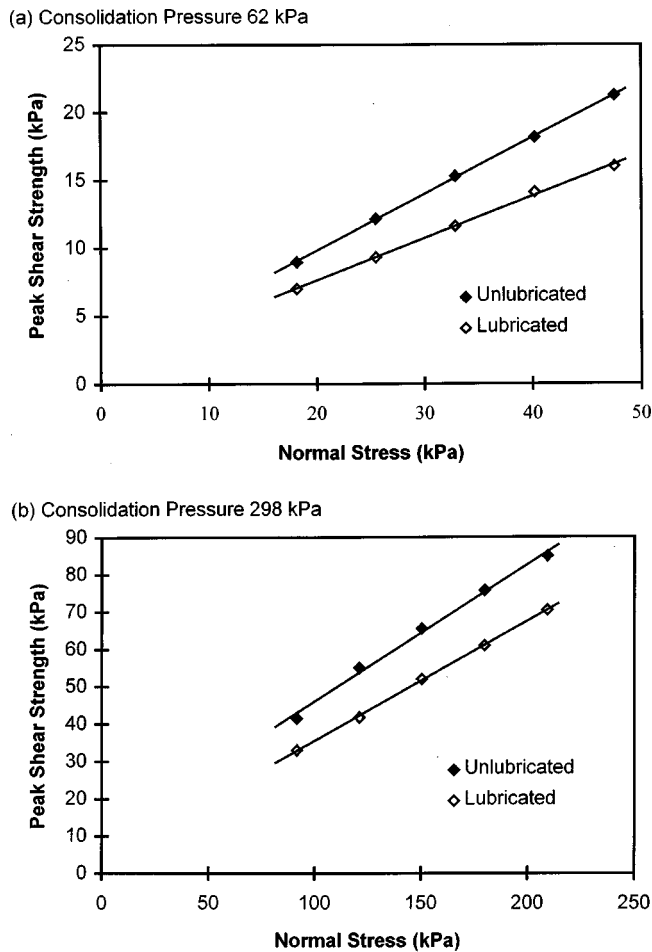 (a) Consolidation Pressure 62 kPa
25
20
15
10
5
0
Peak Shear Strength (kPa)
Unlubricated
Lubricated
0 10 20 30 40 50
Normal Stress (kPa)
(b) Consolidation Pressure 298 kPa
90
80
70
60
50
40
30
20
10
0
Peak Shear Strength (kPa)
Unlubricated
Lubricated
0 50 100 150 200 250
Normal Stress (kPa)